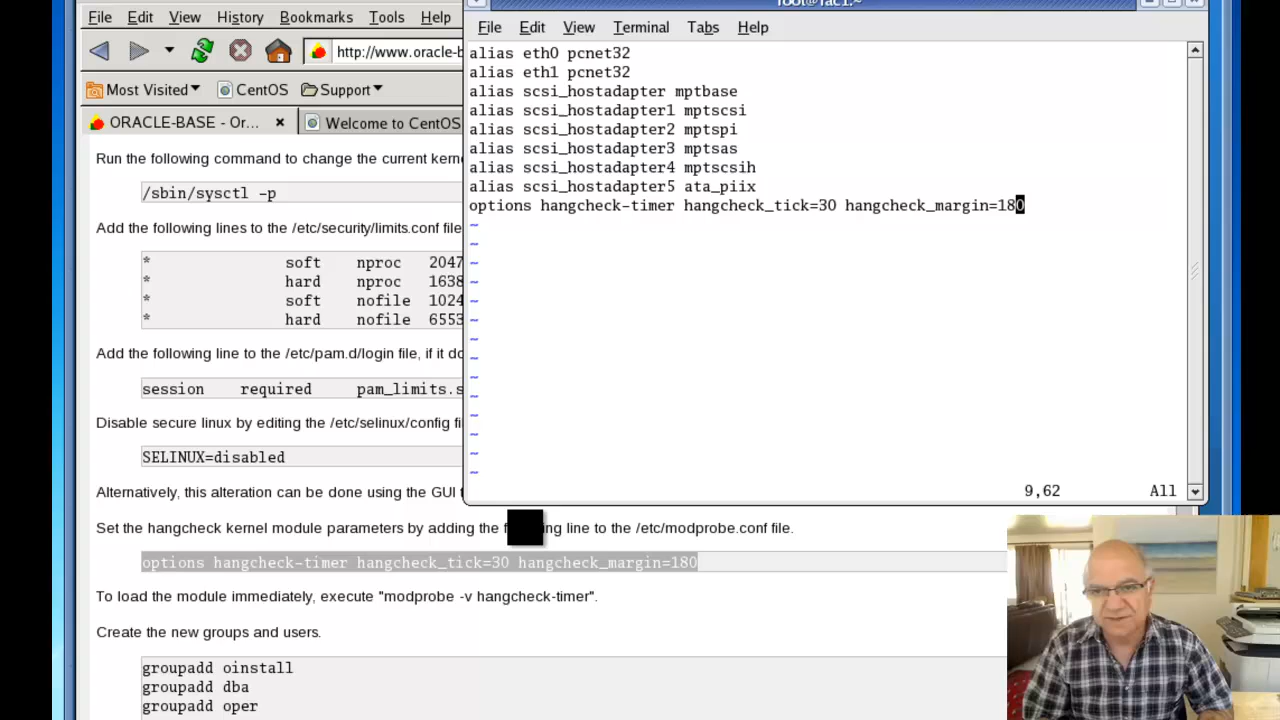 File Edit View History Bookmarks Tools Help
http://www.oracle-b
Most Visited CentOS Support
ORACLE-BASE - Or... Welcome to CentOS
Run the following command to change the current kerne
/sbin/sysctl -p
Add the following lines to the /etc/security/limits.conf file
* soft nproc 2047
* hard nproc 1638
* soft nofile 1024
* hard nofile 6553
Add the following line to the /etc/pam.d/login file, if it do
session required pam_limits.s
Disable secure linux by editing the /etc/selinux/config fi
SELINUX=disabled
Alternatively, this alteration can be done using the GUI t
Set the hangcheck kernel module parameters by adding the f ing line to the /etc/modprobe.conf file.
options hangcheck-timer hangcheck_tick=30 hangcheck_margin=180
To load the module immediately, execute "modprobe -v hangcheck-timer".
Create the new groups and users.
groupadd oinstall
groupadd dba
groupadd oper
root@rac1:~
File Edit View Terminal Tabs Help
alias eth0 pcnet32
alias eth1 pcnet32
alias scsi_hostadapter mptbase
alias scsi_hostadapter1 mptscsi
alias scsi_hostadapter2 mptspi
alias scsi_hostadapter3 mptsas
alias scsi_hostadapter4 mptscsih
alias scsi_hostadapter5 ata_piix
options hangcheck-timer hangcheck_tick=30 hangcheck_margin=180
~
~
~
~
~
~
~
~
~
~
~
~
~
~
9,62 All